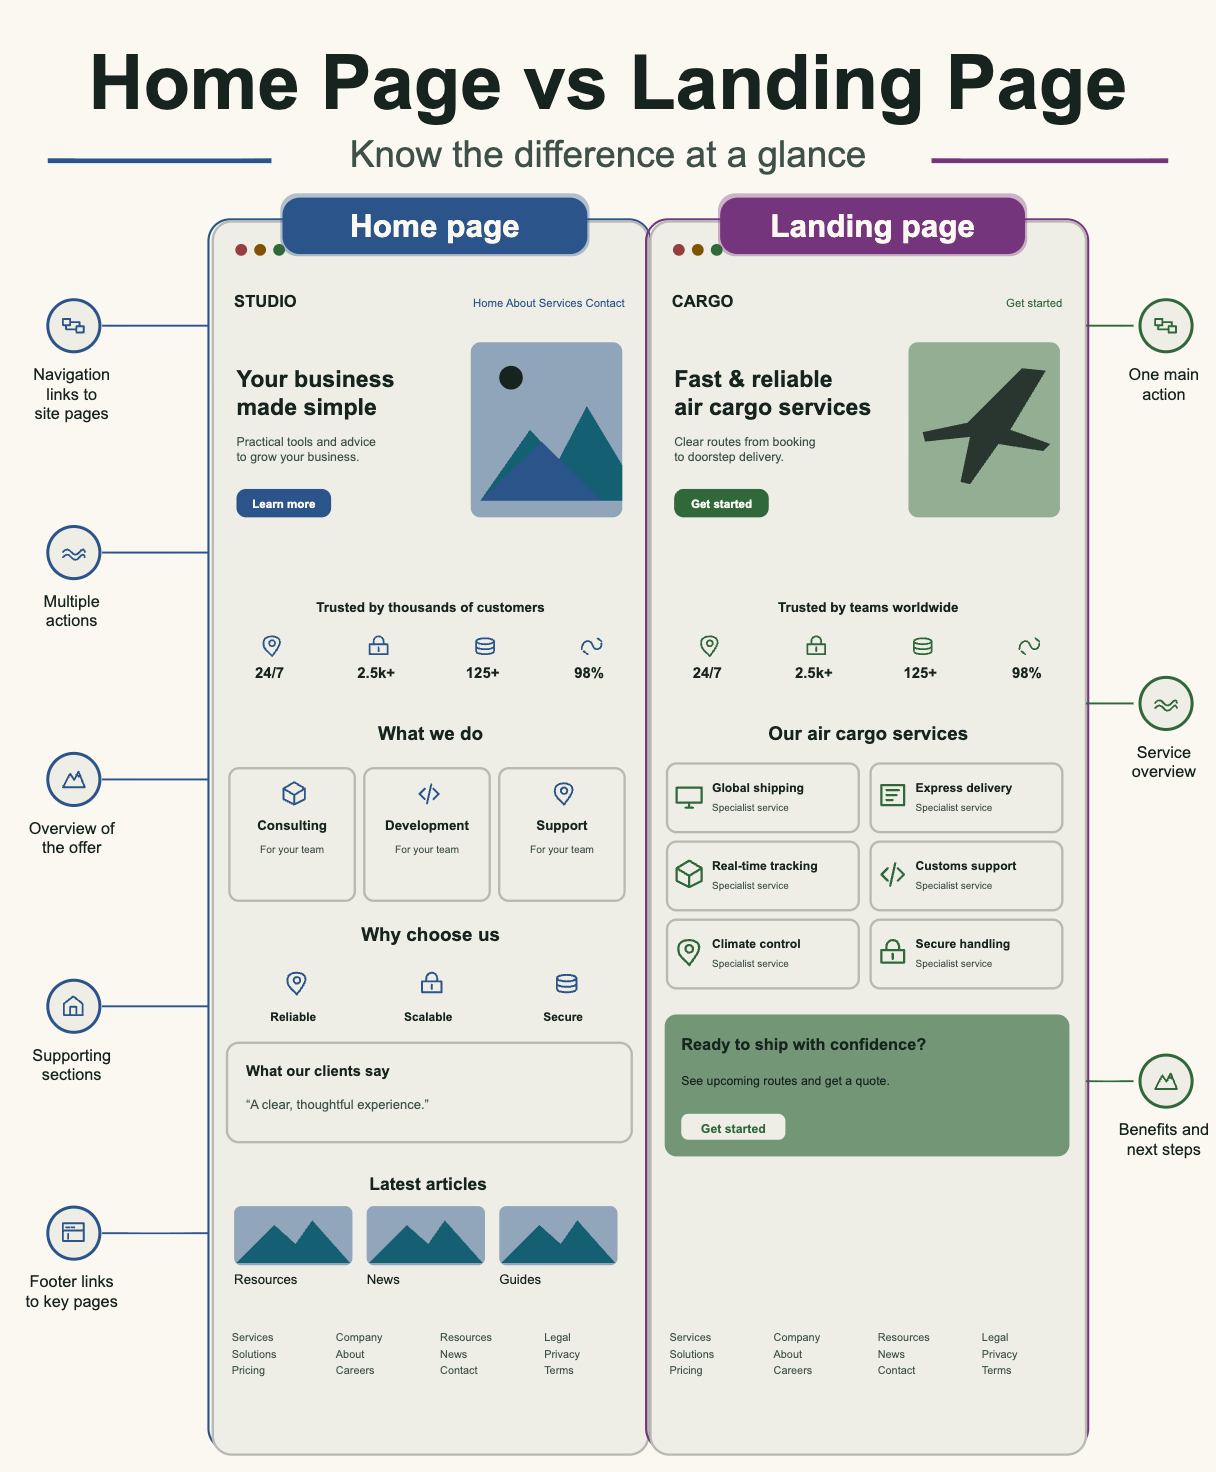 Home Page vs Landing Page
Know the difference at a glance
Home page
STUDIO
Home About Services Contact
Your business
made simple
Practical tools and advice
to grow your business.
Learn more
Trusted by thousands of customers
24/7
2.5k+
125+
98%
What we do
Consulting
For your team
Development
For your team
Support
For your team
Why choose us
Reliable
Scalable
Secure
What our clients say
“A clear, thoughtful experience.”
Latest articles
Resources
News
Guides
Services
Solutions
Pricing
Company
About
Careers
Resources
News
Contact
Legal
Privacy
Terms
Navigation
links to
site pages
Multiple
actions
Overview of
the offer
Supporting
sections
Footer links
to key pages
Landing page
CARGO
Get started
Fast & reliable
air cargo services
Clear routes from booking
to doorstep delivery.
Get started
Trusted by teams worldwide
24/7
2.5k+
125+
98%
Our air cargo services
Global shipping
Specialist service
Express delivery
Specialist service
Real-time tracking
Specialist service
Customs support
Specialist service
Climate control
Specialist service
Secure handling
Specialist service
Ready to ship with confidence?
See upcoming routes and get a quote.
Get started
Services
Solutions
Pricing
Company
About
Careers
Resources
News
Contact
Legal
Privacy
Terms
One main
action
Service
overview
Benefits and
next steps